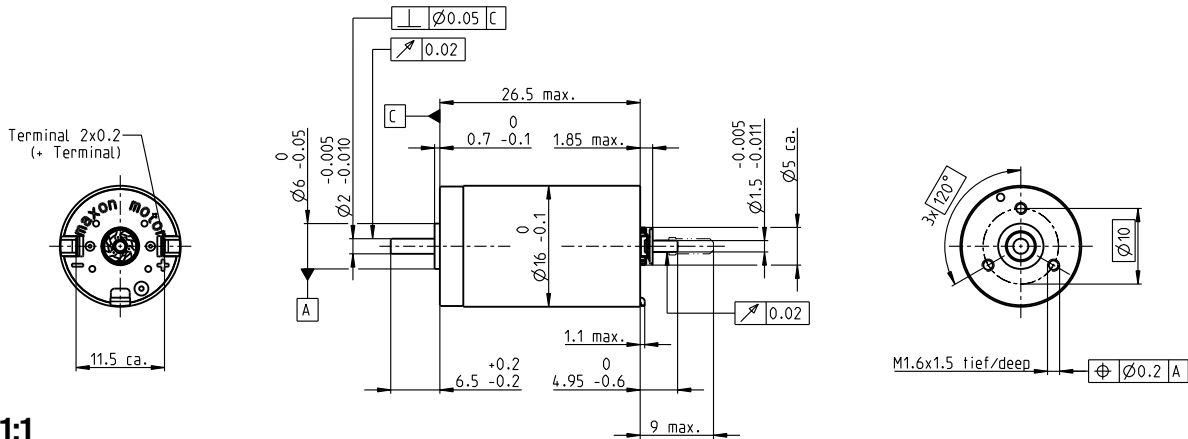 ⊥ Ø0.05 C
↗ 0.02
26.5 max.
C
0
0.7 -0.1
1.85 max.
Terminal 2x0.2
(+ Terminal)
0
Ø6 -0.05
-0.005
Ø2 -0.010
-0.005
Ø1.5 -0.011
Ø5 ca.
maxon motor
- +
0
Ø16 -0.1
A
3x 120°
Ø10
↗ 0.02
1.1 max.
11.5 ca.
+0.2
6.5 -0.2
0
4.95 -0.6
9 max.
M1.6x1.5 tief/deep
⌖ Ø0.2 A
1:1